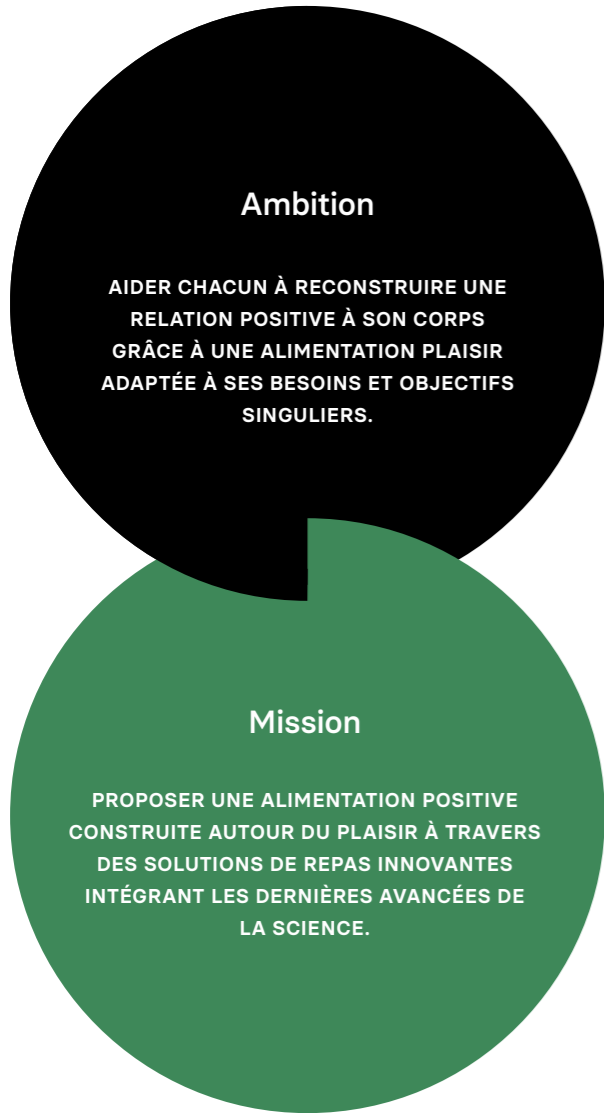 Ambition
AIDER CHACUN À RECONSTRUIRE UNE
RELATION POSITIVE À SON CORPS
GRÂCE À UNE ALIMENTATION PLAISIR
ADAPTÉE À SES BESOINS ET OBJECTIFS
SINGULIERS.
Mission
PROPOSER UNE ALIMENTATION POSITIVE
CONSTRUITE AUTOUR DU PLAISIR À TRAVERS
DES SOLUTIONS DE REPAS INNOVANTES
INTÉGRANT LES DERNIÈRES AVANCÉES DE
LA SCIENCE.